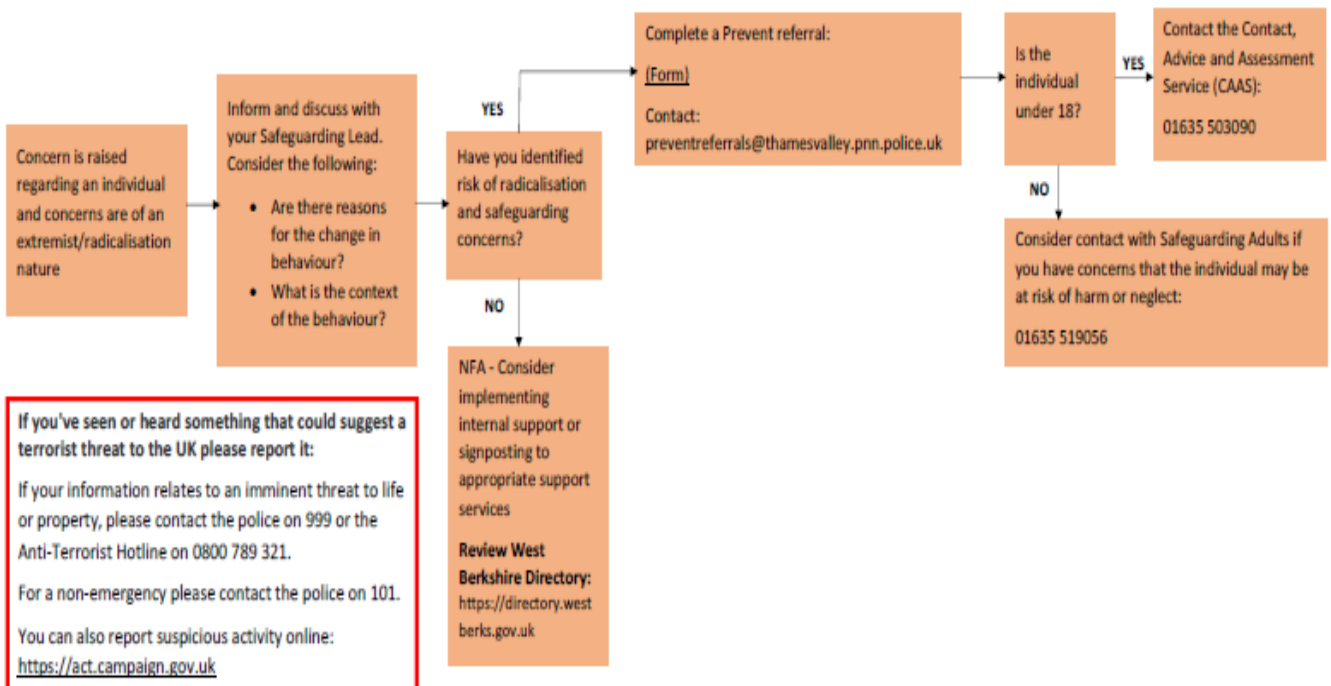 Concern is raised
regarding an individual
and concerns are of an
extremist/radicalisation
nature
Inform and discuss with
your Safeguarding Lead.
Consider the following:
• Are there reasons
for the change in
behaviour?
• What is the context
of the behaviour?
YES
Have you identified
risk of radicalisation
and safeguarding
concerns?
NO
NFA - Consider
implementing
internal support or
signposting to
appropriate support
services
Review West
Berkshire Directory:
https://directory.west
berks.gov.uk
Complete a Prevent referral:
(Form)
Contact:
preventreferrals@thamesvalley.pnn.police.uk
Is the
individual
under 18?
YES
Contact the Contact,
Advice and Assessment
Service (CAAS):
01635 503090
NO
Consider contact with Safeguarding Adults if
you have concerns that the individual may be
at risk of harm or neglect:
01635 519056
If you've seen or heard something that could suggest a
terrorist threat to the UK please report it:
If your information relates to an imminent threat to life
or property, please contact the police on 999 or the
Anti-Terrorist Hotline on 0800 789 321.
For a non-emergency please contact the police on 101.
You can also report suspicious activity online:
https://act.campaign.gov.uk